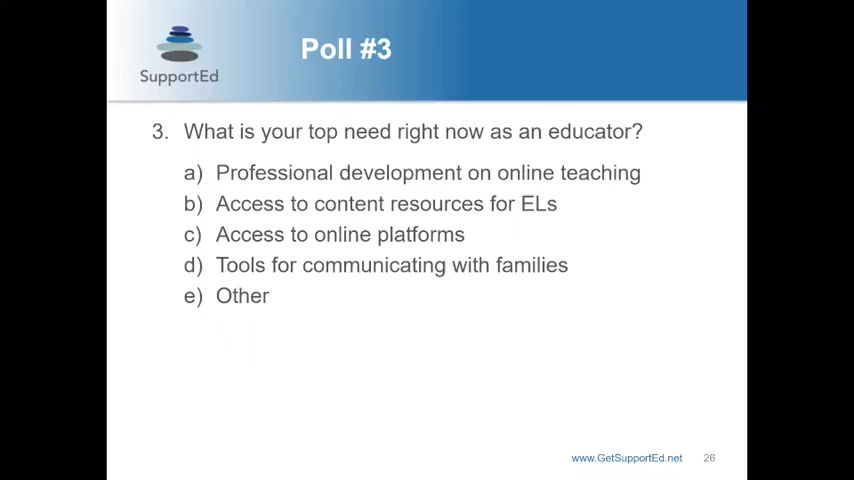 SupportEd
Poll #3
3. What is your top need right now as an educator?
a) Professional development on online teaching
b) Access to content resources for ELs
c) Access to online platforms
d) Tools for communicating with families
e) Other
www.GetSupportEd.net 26